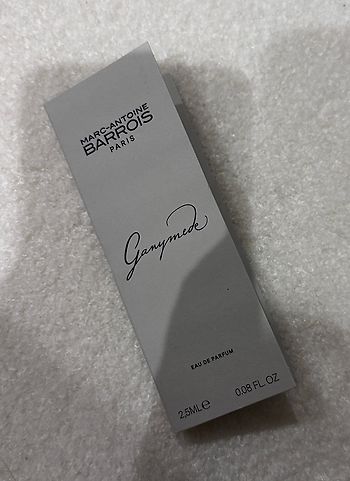 MARC-ANTOINE
BARROIS
PARIS
Ganymede
EAU DE PARFUM
2,5ML℮ 0.08 FL.OZ